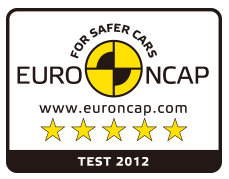 FOR SAFER CARS
EURO NCAP
www.euroncap.com
TEST 2012